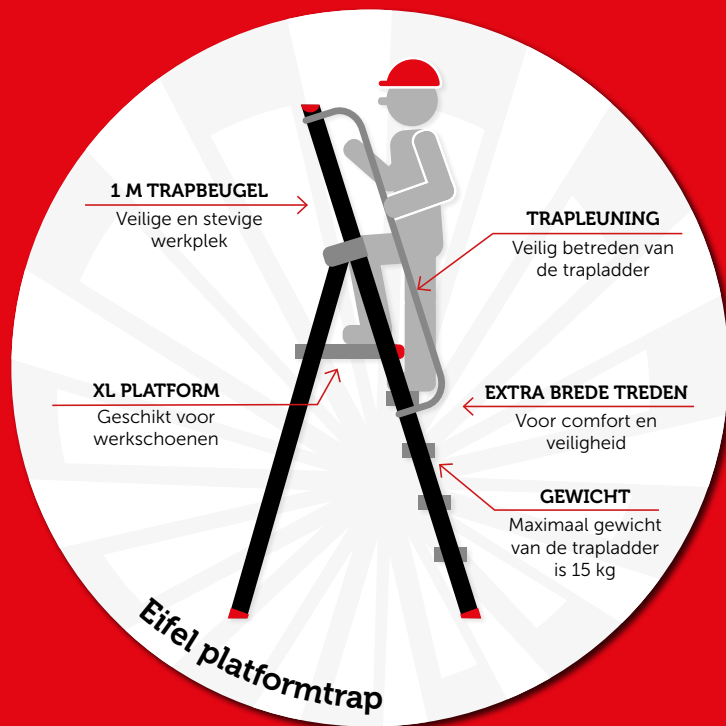 1 M TRAPBEUGEL
Veilige en stevige
werkplek
TRAPLEUNING
Veilig betreden van
de trapladder
XL PLATFORM
Geschikt voor
werkschoenen
EXTRA BREDE TREDEN
Voor comfort en
veiligheid
GEWICHT
Maximaal gewicht
van de trapladder
is 15 kg
Eifel platformtrap